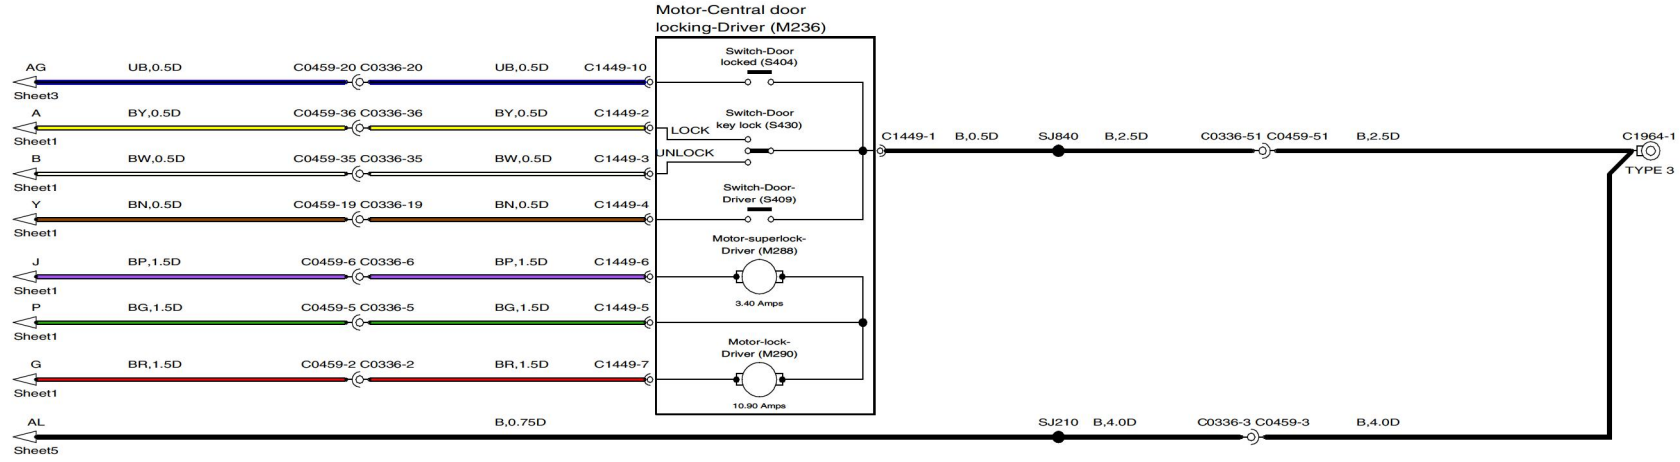 Motor-Central door
locking-Driver (M236)
Switch-Door
locked (S404)
AG UB,0.5D C0459-20 C0336-20 UB,0.5D C1449-10
Sheet3
Switch-Door
key lock (S430)
A BY,0.5D C0459-36 C0336-36 BY,0.5D C1449-2
LOCK
Sheet1
C1449-1 B,0.5D SJ840 B,2.5D C0336-51 C0459-51 B,2.5D C1964-1
UNLOCK
B BW,0.5D C0459-35 C0336-35 BW,0.5D C1449-3
TYPE 3
Sheet1
Switch-Door-
Driver (S409)
Y BN,0.5D C0459-19 C0336-19 BN,0.5D C1449-4
Sheet1
Motor-superlock-
Driver (M288)
J BP,1.5D C0459-6 C0336-6 BP,1.5D C1449-6
Sheet1
3.40 Amps
P BG,1.5D C0459-5 C0336-5 BG,1.5D C1449-5
Sheet1
Motor-lock-
Driver (M290)
G BR,1.5D C0459-2 C0336-2 BR,1.5D C1449-7
Sheet1
10.90 Amps
AL B,0.75D SJ210 B,4.0D C0336-3 C0459-3 B,4.0D
Sheet5